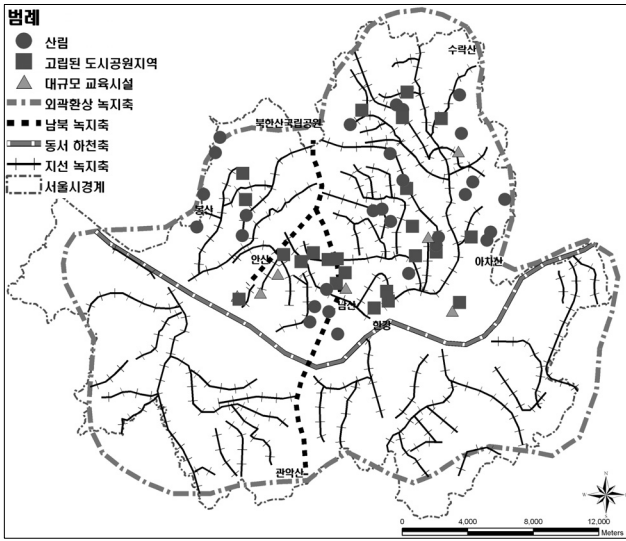 범례
산림
고립된 도시공원지역
대규모 교육시설
외곽환상 녹지축
남북 녹지축
동서 하천축
지선 녹지축
서울시경계
수락산
북한산국립공원
봉산
안산
아차산
남산
한강
관악산
N
W E
S
0 4,000 8,000 12,000
Meters